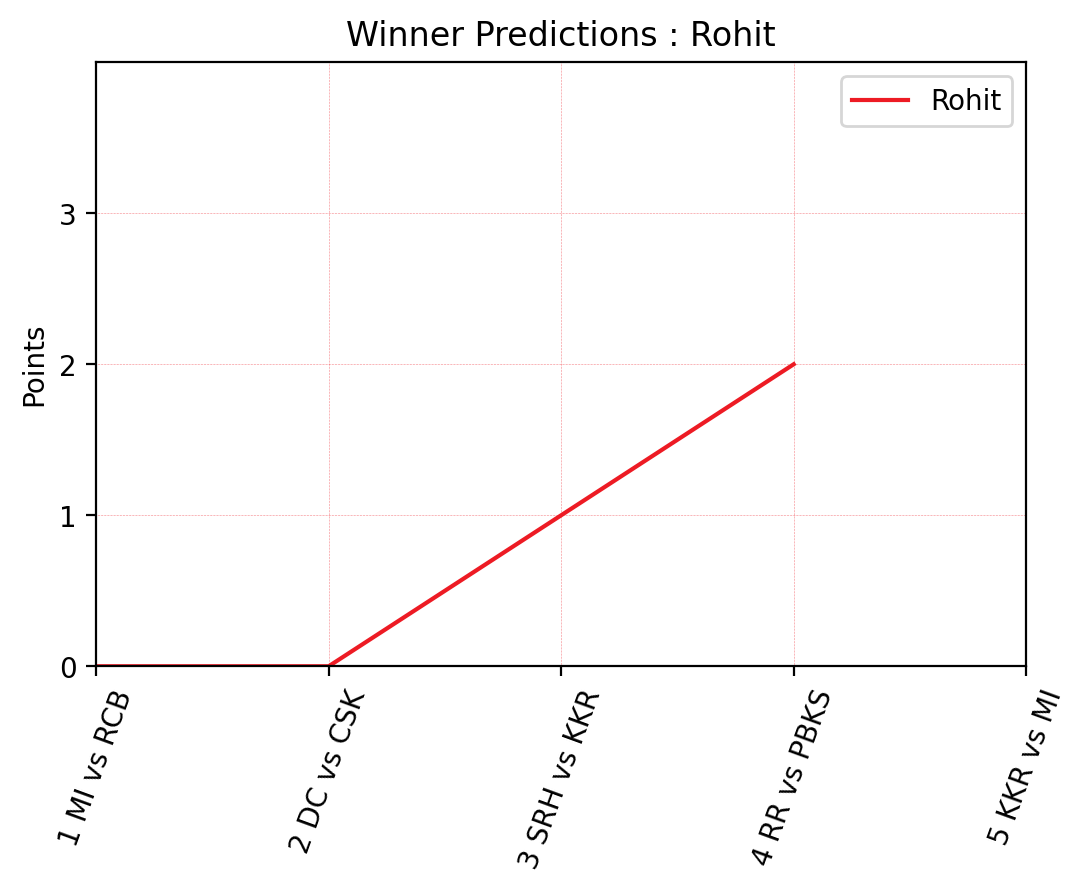 Winner Predictions : Rohit
Rohit
Points
3
2
1
0
1 MI vs RCB
2 DC vs CSK
3 SRH vs KKR
4 RR vs PBKS
5 KKR vs MI